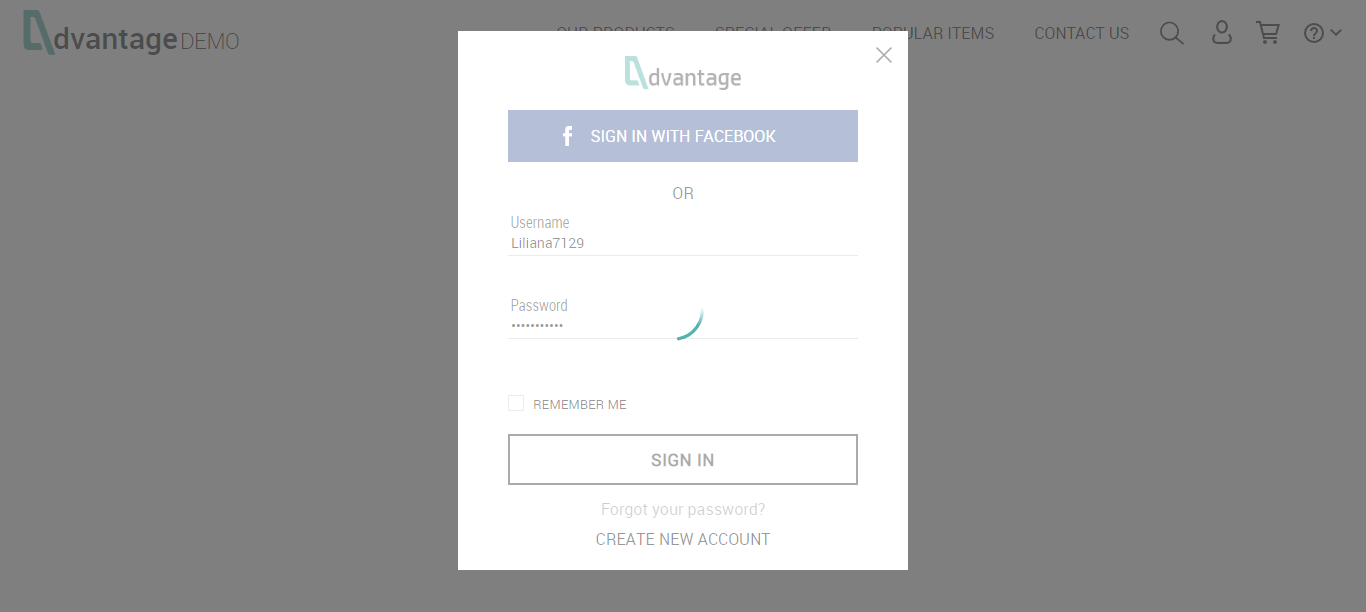 dvantage DEMO
OUR PRODUCTS SPECIAL OFFER POPULAR ITEMS CONTACT US
dvantage
f SIGN IN WITH FACEBOOK
OR
Username
Liliana7129
Password
•••••••••••
REMEMBER ME
SIGN IN
Forgot your password?
CREATE NEW ACCOUNT